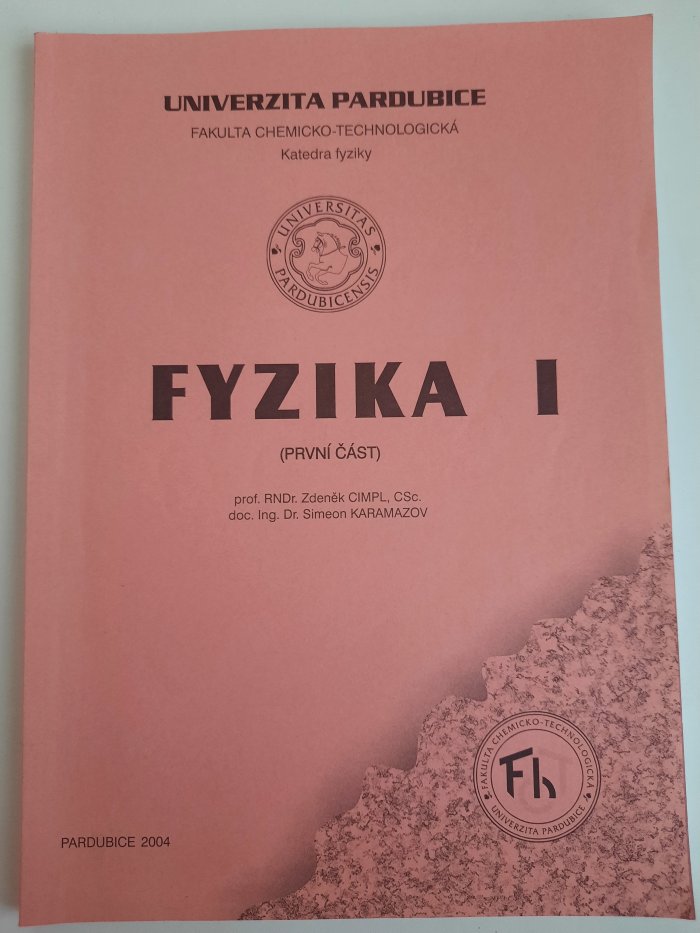 UNIVERZITA PARDUBICE
FAKULTA CHEMICKO-TECHNOLOGICKÁ
Katedra fyziky
UNIVERSITAS
PARDUBICENSIS
FYZIKA I
(PRVNÍ ČÁST)
prof. RNDr. Zdeněk CIMPL, CSc.
doc. Ing. Dr. Simeon KARAMAZOV
FAKULTA CHEMICKO-TECHNOLOGICKÁ
Fh
UNIVERZITA PARDUBICE
PARDUBICE 2004